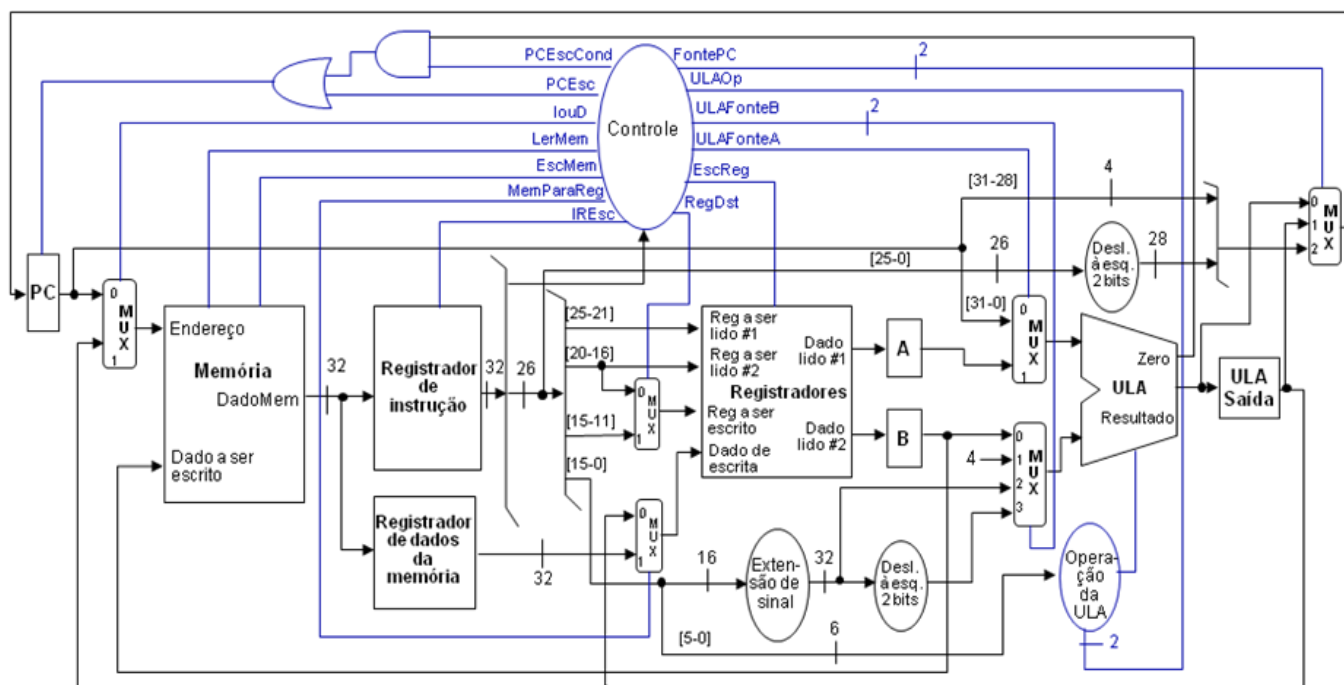 PCEscCond
FontePC
2
ULAOp
PCEsc
IouD
ULAFonteB
2
Controle
LerMem
ULAFonteA
EscMem
EscReg
MemParaReg
RegDst
IREsc
[31-28]
4
0
1
2
M
U
X
[25-0]
26
Desl.
à esq.
2 bits
28
[31-0]
PC
0
M
U
X
1
Endereço
Memória
DadoMem
Dado a ser
escrito
32
Registrador
de
instrução
32
26
[25-21]
[20-16]
[15-11]
[15-0]
0
M
U
X
1
Reg a ser
lido #1
Reg a ser
lido #2
Registradores
Reg a ser
escrito
Dado de
escrita
Dado
lido #1
Dado
lido #2
A
B
0
M
U
X
1
4
0
1
2
3
M
U
X
Zero
ULA
Resultado
ULA
Saída
Registrador
de dados
da
memória
32
0
M
U
X
1
16
Exten-
são de
sinal
32
Desl.
à esq.
2 bits
Opera-
ção
da
ULA
[5-0]
6
2